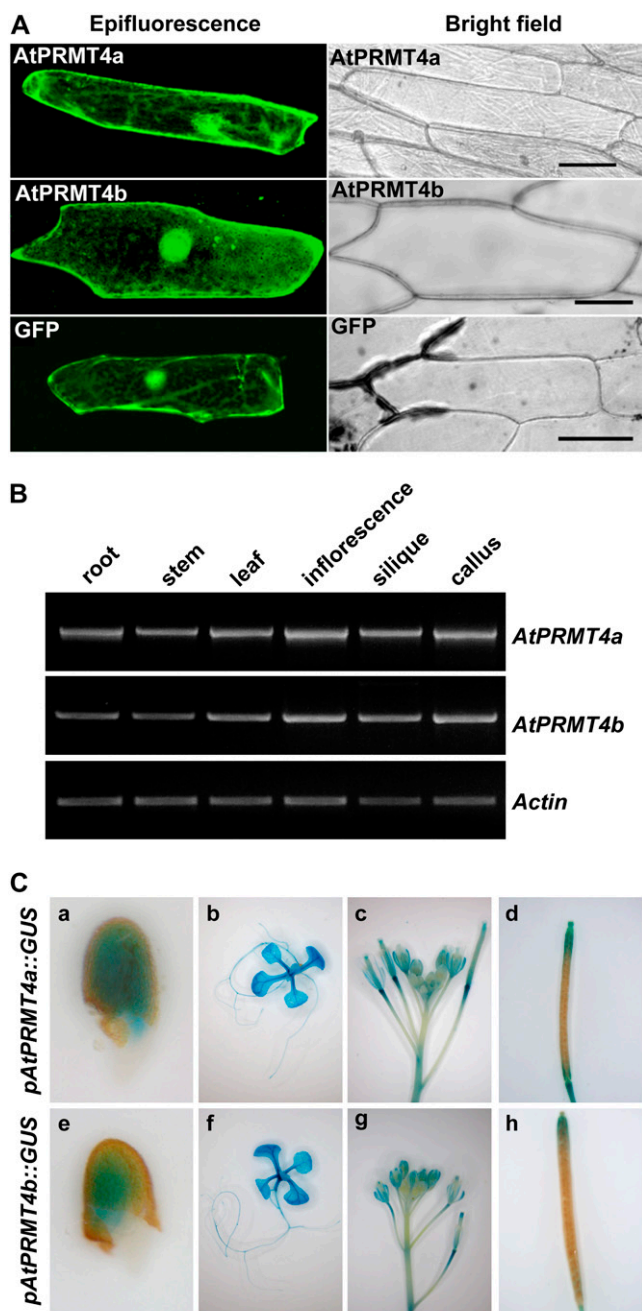 A
Epifluorescence
Bright field
AtPRMT4a
AtPRMT4a
AtPRMT4b
AtPRMT4b
GFP
GFP
B
root
stem
leaf
inflorescence
silique
callus
AtPRMT4a
AtPRMT4b
Actin
C
pAtPRMT4a::GUS
a
b
c
d
pAtPRMT4b::GUS
e
f
g
h